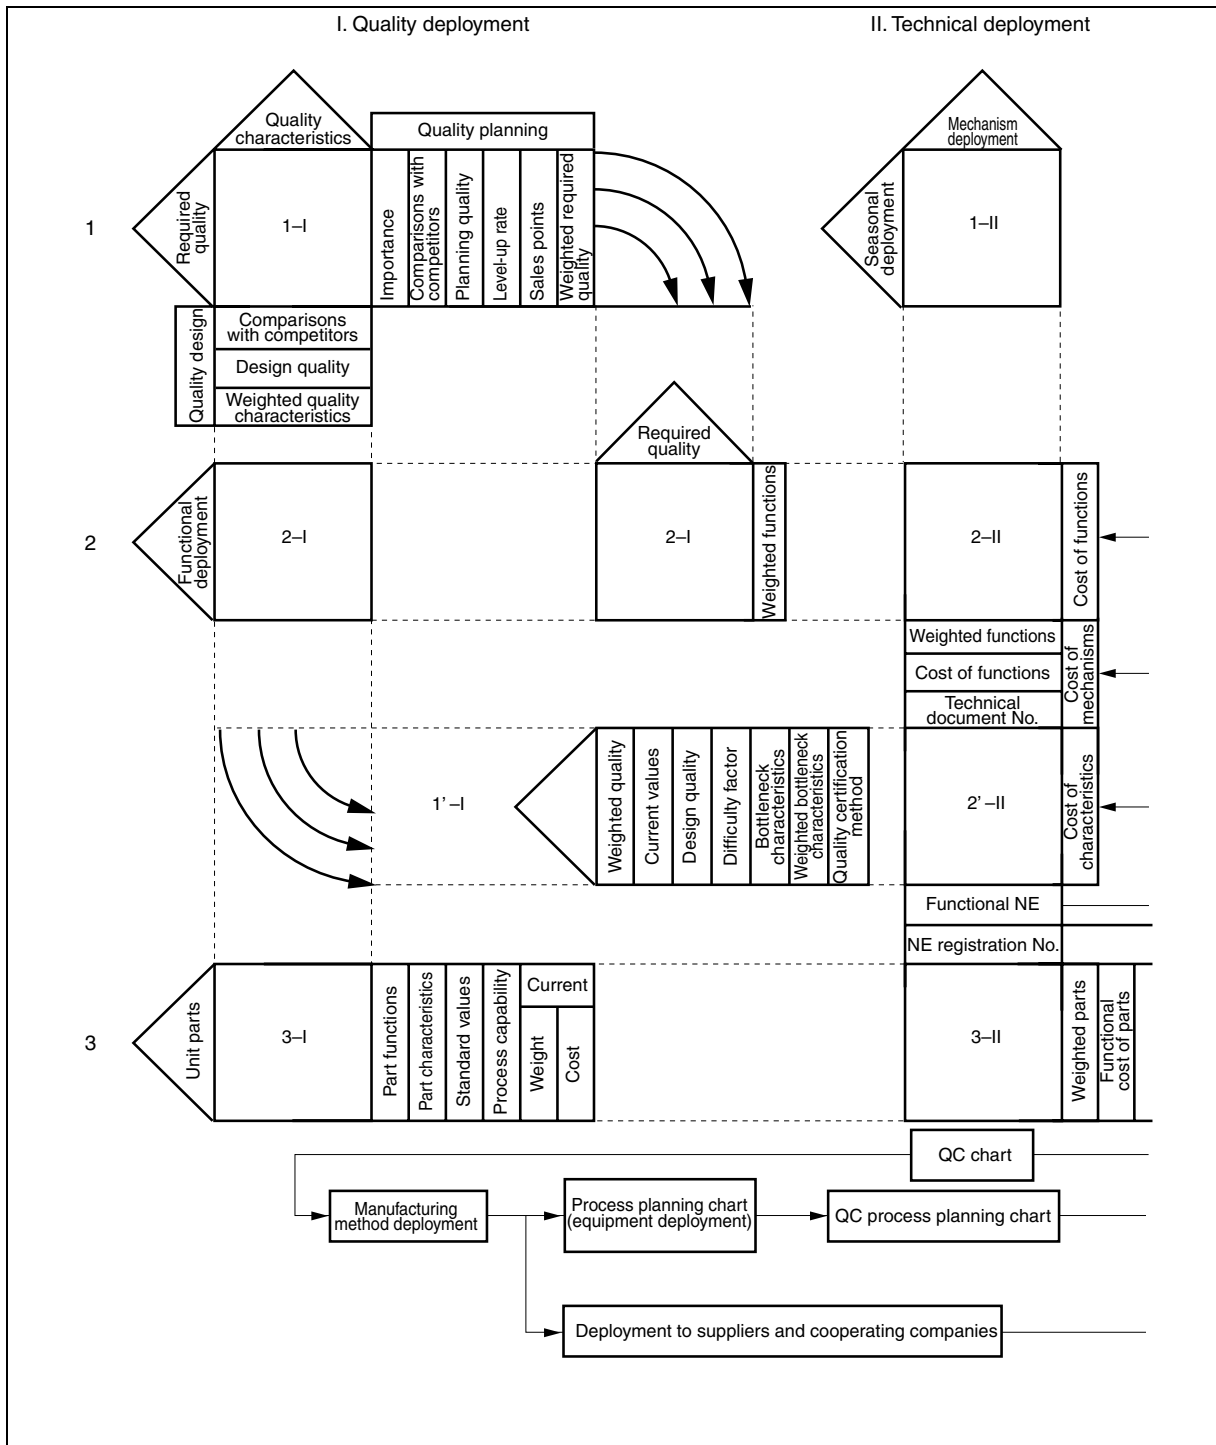 I. Quality deployment
II. Technical deployment
Quality
characteristics
Quality planning
Mechanism
deployment
1
Required
quality
1–I
Importance
Comparisons with
competitors
Planning quality
Level-up rate
Sales points
Weighted required
quality
Seasonal
deployment
1–II
Quality design
Comparisons
with competitors
Design quality
Weighted quality
characteristics
Required
quality
2
Functional
deployment
2–I
2–I
Weighted functions
2–II
Cost of functions
Weighted functions
Cost of functions
Technical
document No.
Cost of
mechanisms
1’–I
Weighted quality
Current values
Design quality
Difficulty factor
Bottleneck
characteristics
Weighted bottleneck
characteristics
Quality certification
method
2’–II
Cost of
characteristics
Functional NE
NE registration No.
3
Unit parts
3–I
Part functions
Part characteristics
Standard values
Process capability
Current
Weight
Cost
3–II
Weighted parts
Functional
cost of parts
QC chart
Manufacturing
method deployment
Process planning chart
(equipment deployment)
QC process planning chart
Deployment to suppliers and cooperating companies